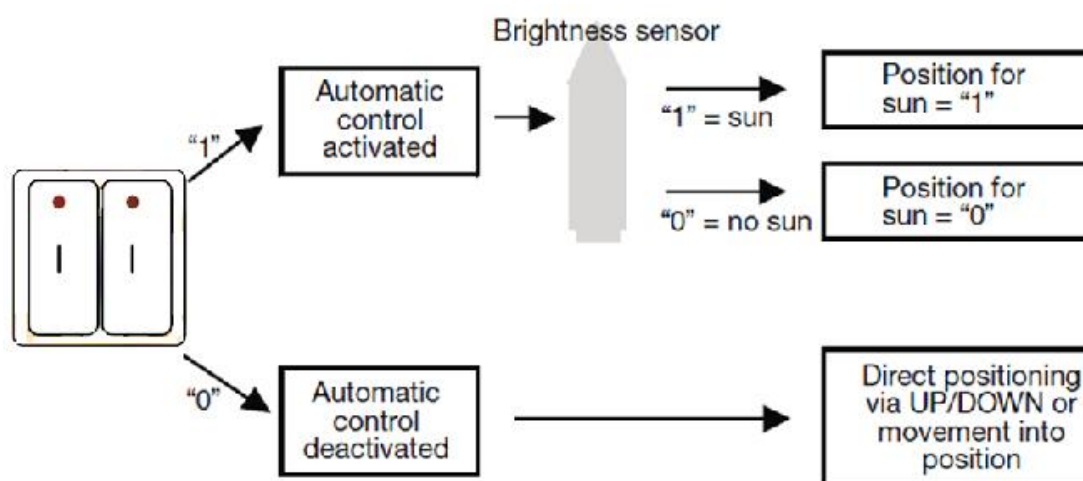 Brightness sensor
“1”
Automatic
control
activated
“1” = sun
Position for
sun = “1”
“0” = no sun
Position for
sun = “0”
“0”
Automatic
control
deactivated
Direct positioning
via UP/DOWN or
movement into
position